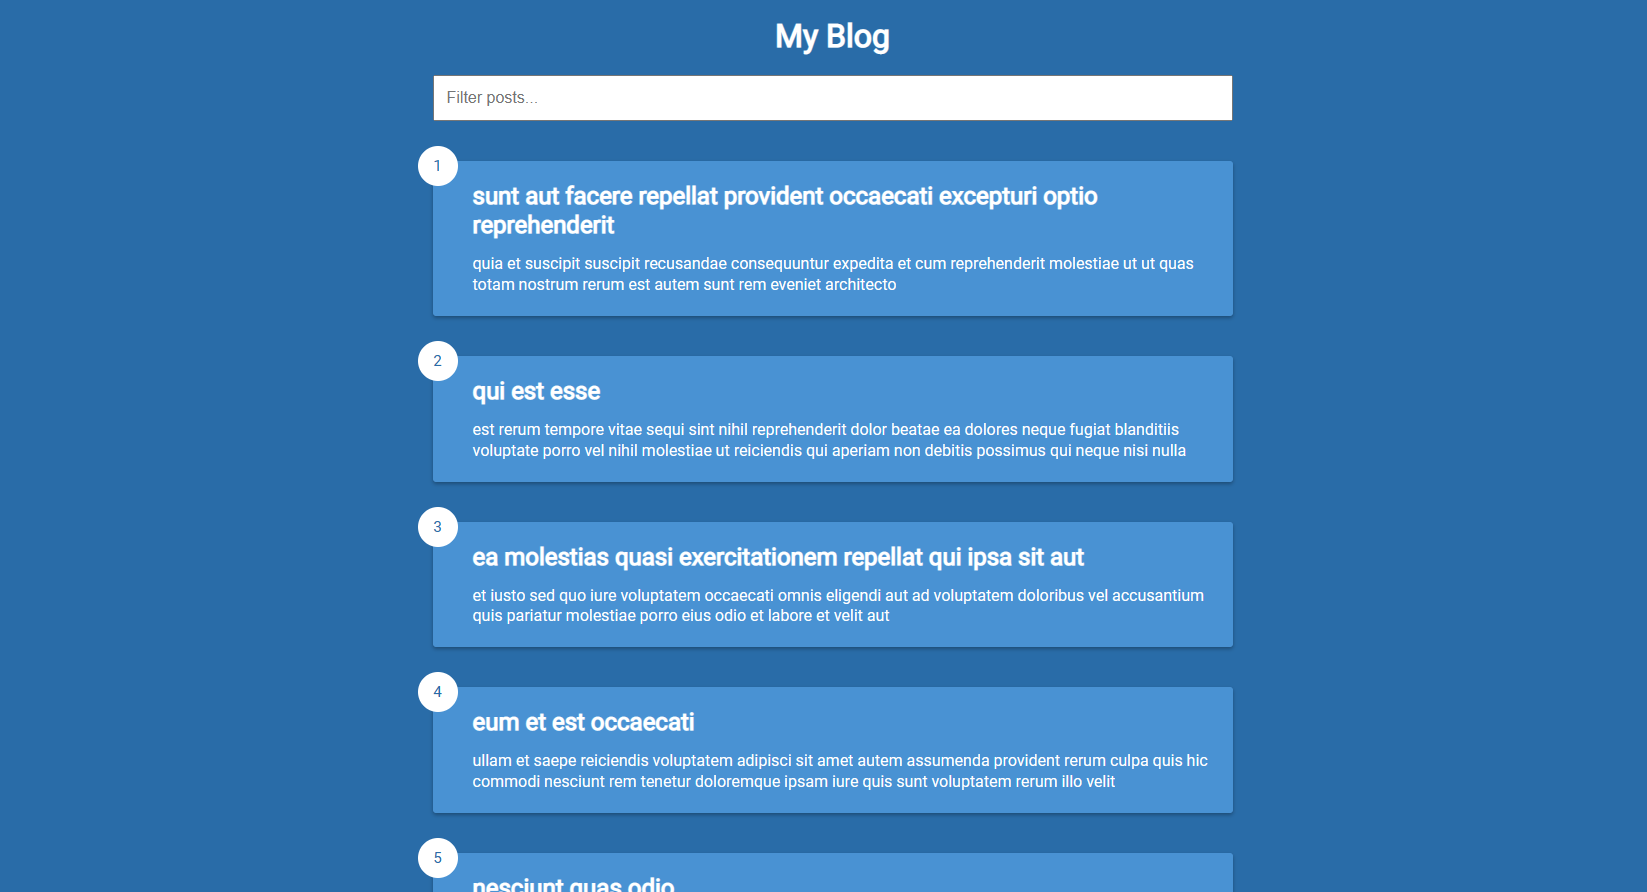 My Blog
Filter posts...
1
sunt aut facere repellat provident occaecati excepturi optio
reprehenderit
quia et suscipit suscipit recusandae consequuntur expedita et cum reprehenderit molestiae ut ut quas
totam nostrum rerum est autem sunt rem eveniet architecto
2
qui est esse
est rerum tempore vitae sequi sint nihil reprehenderit dolor beatae ea dolores neque fugiat blanditiis
voluptate porro vel nihil molestiae ut reiciendis qui aperiam non debitis possimus qui neque nisi nulla
3
ea molestias quasi exercitationem repellat qui ipsa sit aut
et iusto sed quo iure voluptatem occaecati omnis eligendi aut ad voluptatem doloribus vel accusantium
quis pariatur molestiae porro eius odio et labore et velit aut
4
eum et est occaecati
ullam et saepe reiciendis voluptatem adipisci sit amet autem assumenda provident rerum culpa quis hic
commodi nesciunt rem tenetur doloremque ipsam iure quis sunt voluptatem rerum illo velit
5
nesciunt quas odio